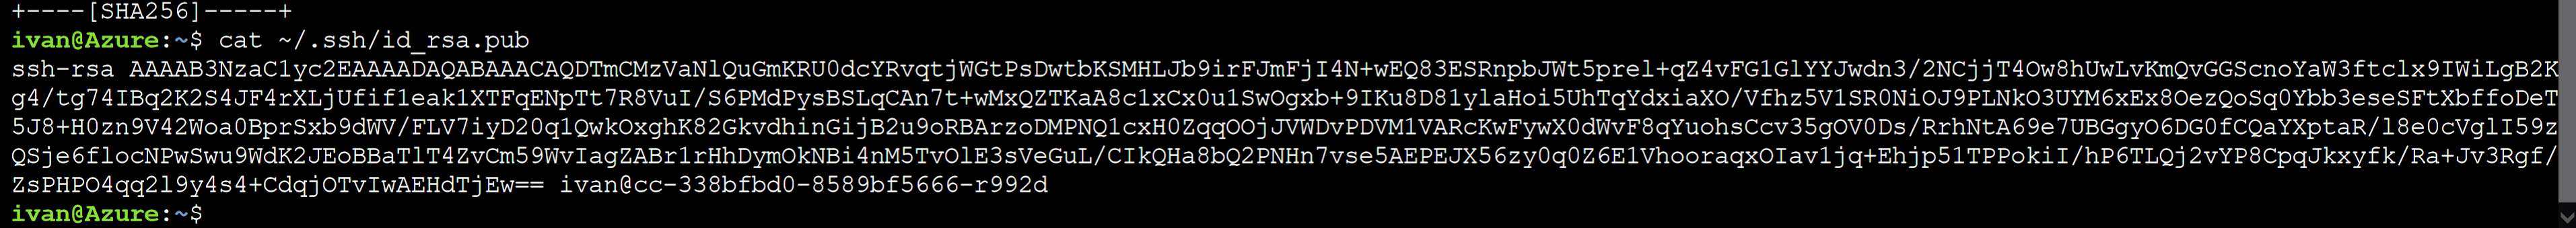 +----[SHA256]-----+
ivan@Azure:~$ cat ~/.ssh/id_rsa.pub
ssh-rsa AAAAB3NzaC1yc2EAAAADAQABAAACAQDTmCMzVaNlQuGmKRU0dcYRvqtjWGtPsDwtbKSMHLJb9irFJmFjI4N+wEQ83ESRnpbJWt5prel+qZ4vFG1GlYYJwdn3/2NCjjT4Ow8hUwLvKmQvGGScnoYaW3ftclx9IWiLgB2K
g4/tg74IBq2K2S4JF4rXLjUfif1eak1XTFqENpTt7R8VuI/S6PMdPysBSLqCAn7t+wMxQZTKaA8c1xCx0u1SwOgxb+9IKu8D81ylaHoi5UhTqYdxiaXO/Vfhz5V1SR0NiOJ9PLNkO3UYM6xEx8OezQoSq0Ybb3eseSFtXbffoDeT
5J8+H0zn9V42Woa0BprSxb9dWV/FLV7iyD20q1QwkOxghK82GkvdhinGijB2u9oRBArzoDMPNQ1cxH0ZqqOOjJVWDvPDVM1VARcKwFywX0dWvF8qYuohsCcv35gOV0Ds/RrhNtA69e7UBGgyO6DG0fCQaYXptaR/l8e0cVglI59z
QSje6flocNPwSwu9WdK2JEoBBaTlT4ZvCm59WvIagZABr1rHhDymOkNBi4nM5TvOlE3sVeGuL/CIkQHa8bQ2PNHn7vse5AEPEJX56zy0q0Z6E1VhooraqxOIav1jq+Ehjp51TPPokiI/hP6TLQj2vYP8CpqJkxyfk/Ra+Jv3Rgf/
ZsPHPO4qq2l9y4s4+CdqjOTvIwAEHdTjEw== ivan@cc-338bfbd0-8589bf5666-r992d
ivan@Azure:~$